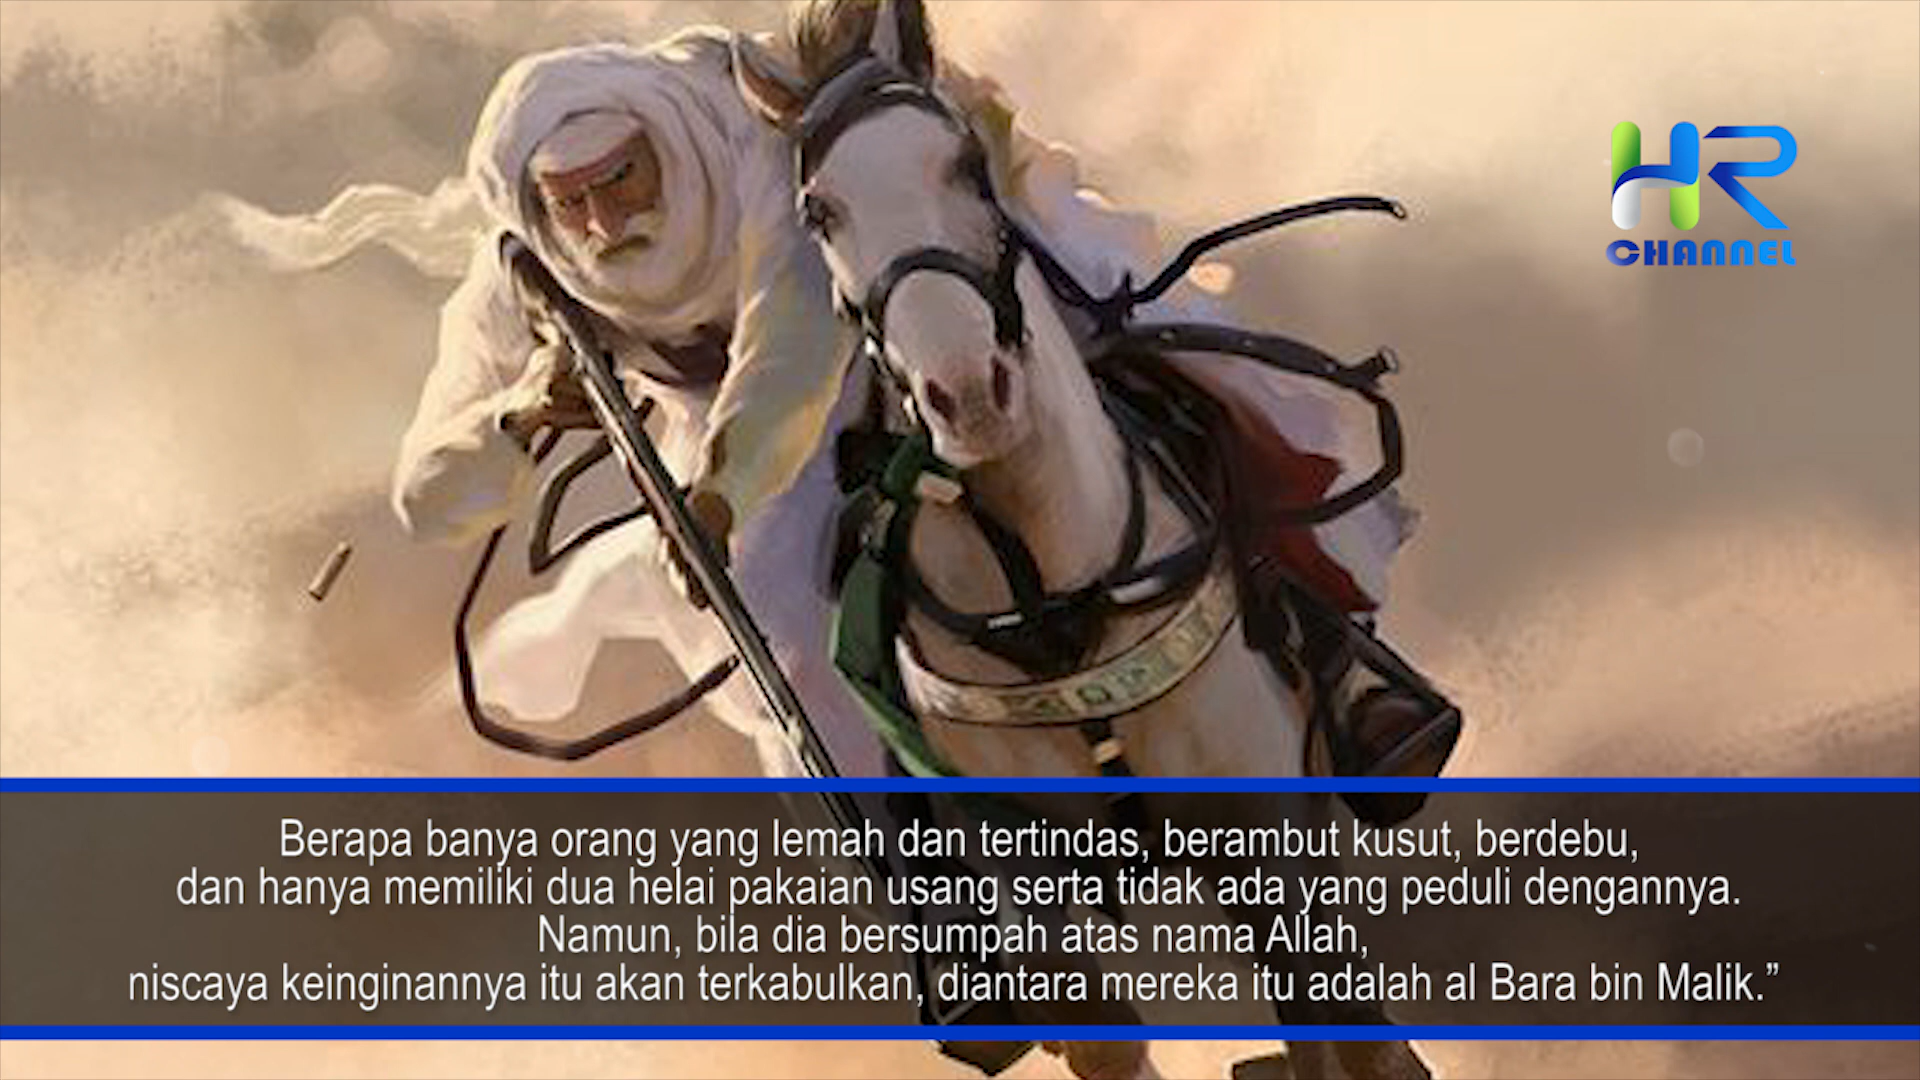 HR
CHANNEL
Berapa banya orang yang lemah dan tertindas, berambut kusut, berdebu,
dan hanya memiliki dua helai pakaian usang serta tidak ada yang peduli dengannya.
Namun, bila dia bersumpah atas nama Allah,
niscaya keinginannya itu akan terkabulkan, diantara mereka itu adalah al Bara bin Malik.”